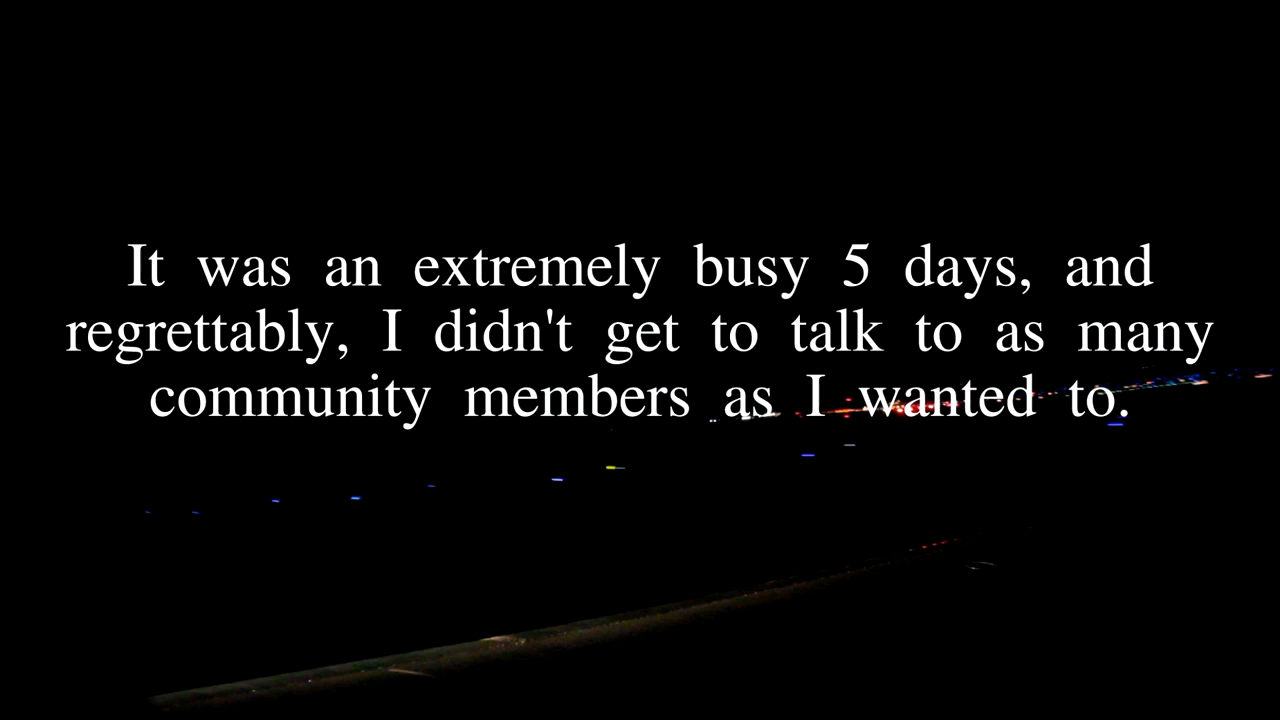 It was an extremely busy 5 days, and
regrettably, I didn't get to talk to as many
community members as I wanted to.